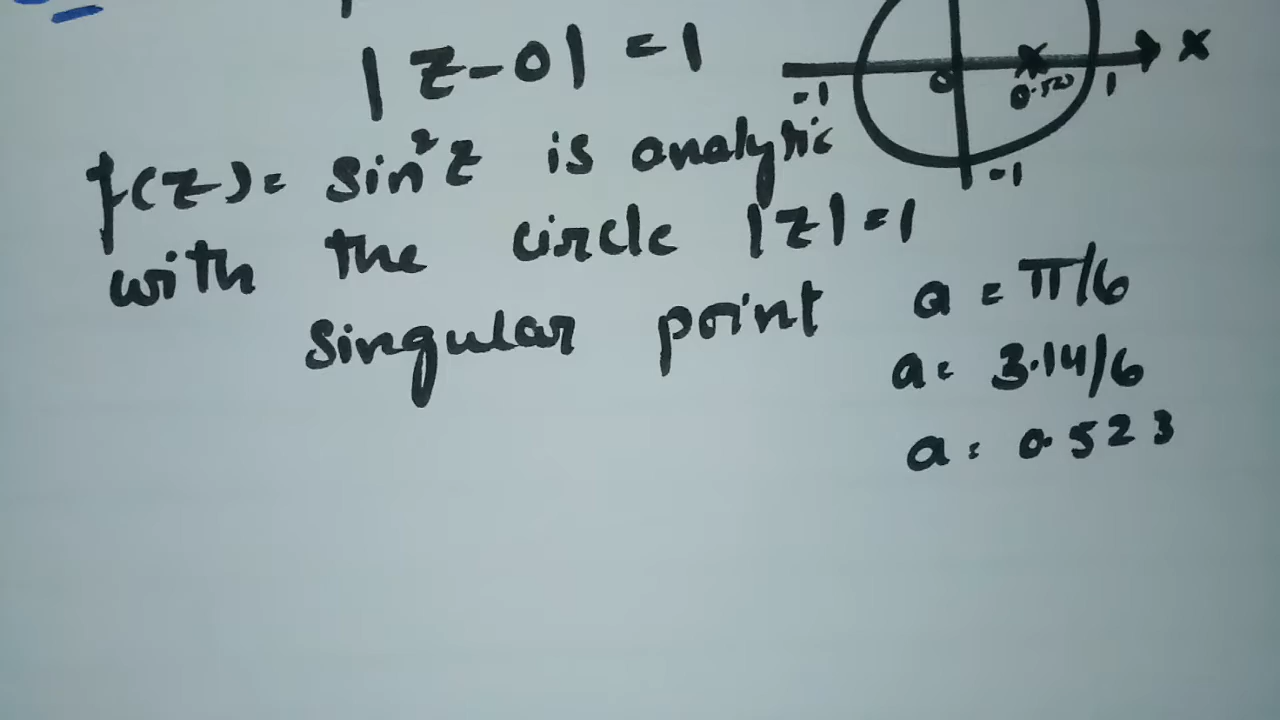 |z-0| = 1
x
-1 0 0.520 1
-1
f(z) = sin²z is analytic
with the circle |z| = 1
singular point a = π/6
a = 3.14/6
a = 0.523